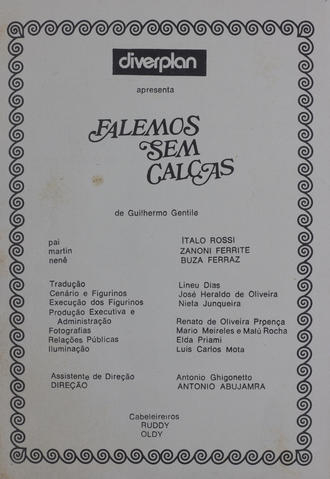 diverplan
apresenta
FALEMOS
SEM
CALÇAS
de Guilhermo Gentile
pai ÍTALO ROSSI
martin ZANONI FERRITE
nenê BUZA FERRAZ
Tradução Lineu Dias
Cenário e Figurinos José Heraldo de Oliveira
Execução dos Figurinos Nieta Junqueira
Produção Executiva e
Administração Renato de Oliveira Prpença
Fotografias Mario Meireles e Malú Rocha
Relações Públicas Elda Priami
Iluminação Luis Carlos Mota
Assistente de Direção Antonio Ghigonetto
DIREÇÃO ANTONIO ABUJAMRA
Cabeleireiros
RUDDY
OLDY